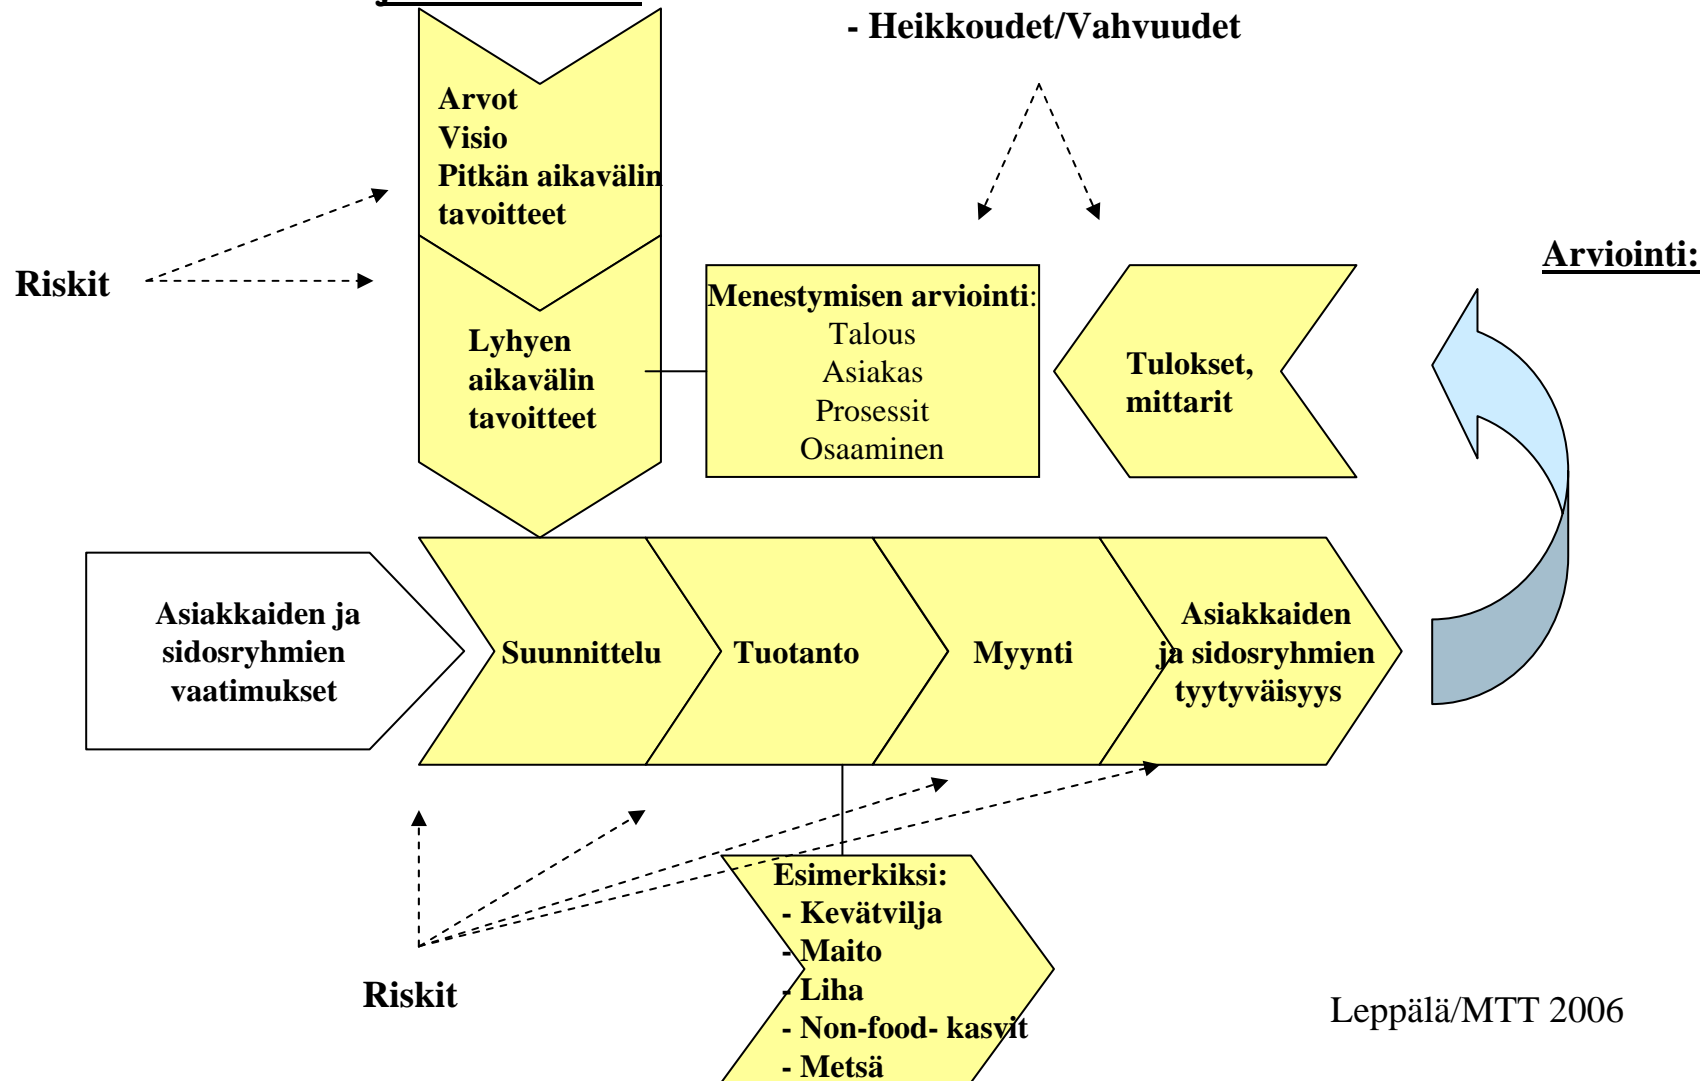 - Heikkoudet/Vahvuudet
Arvot
Visio
Pitkän aikavälin
tavoitteet
Riskit
Arviointi:
Lyhyen
aikavälin
tavoitteet
Menestymisen arviointi:
Talous
Asiakas
Prosessit
Osaaminen
Tulokset,
mittarit
Asiakkaiden ja
sidosryhmien
vaatimukset
Suunnittelu
Tuotanto
Myynti
Asiakkaiden
ja sidosryhmien
tyytyväisyys
Esimerkiksi:
- Kevätvilja
- Maito
- Liha
- Non-food- kasvit
- Metsä
Riskit
Leppälä/MTT 2006